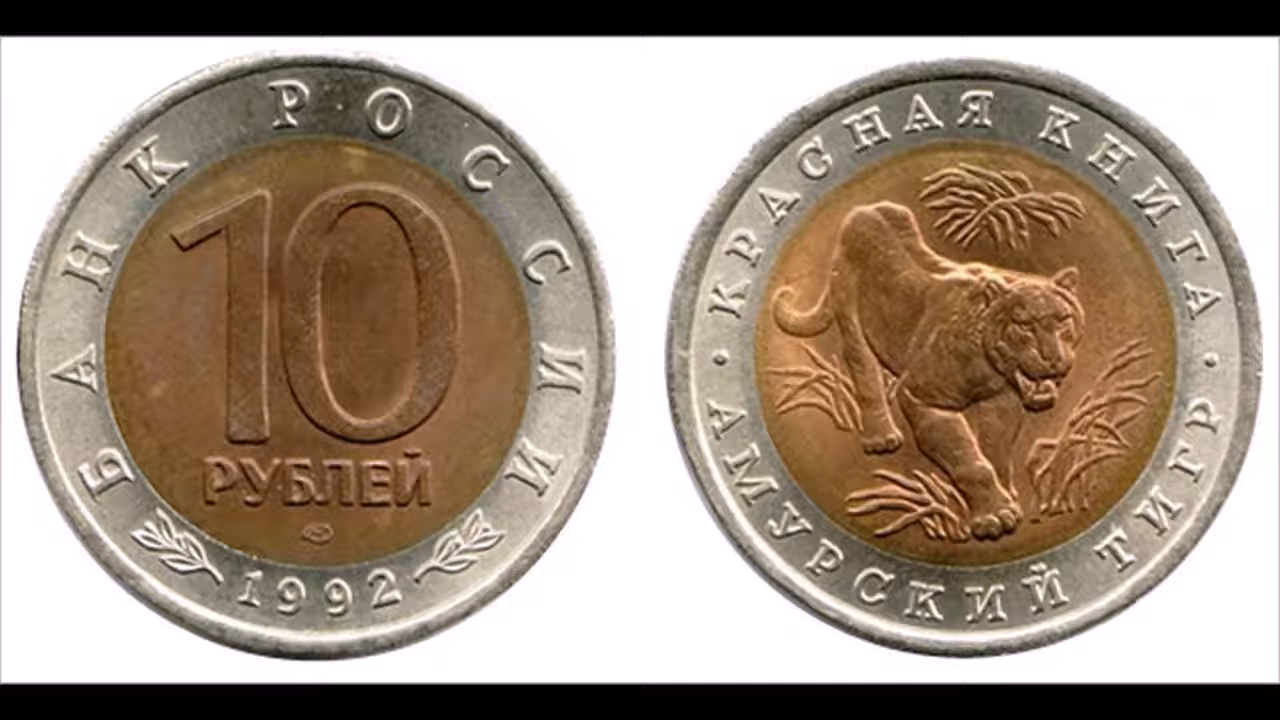 БАНК РОССИИ
10
РУБЛЕЙ
1992
КРАСНАЯ КНИГА
АМУРСКИЙ ТИГР